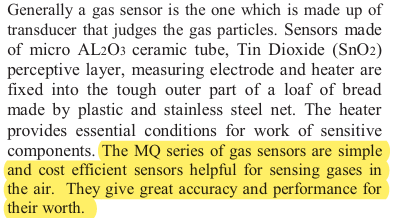 Generally a gas sensor is the one which is made up of
transducer that judges the gas particles. Sensors made
of micro AL2O3 ceramic tube, Tin Dioxide (SnO2)
perceptive layer, measuring electrode and heater are
fixed into the tough outer part of a loaf of bread
made by plastic and stainless steel net. The heater
provides essential conditions for work of sensitive
components. The MQ series of gas sensors are simple
and cost efficient sensors helpful for sensing gases in
the air. They give great accuracy and performance for
their worth.